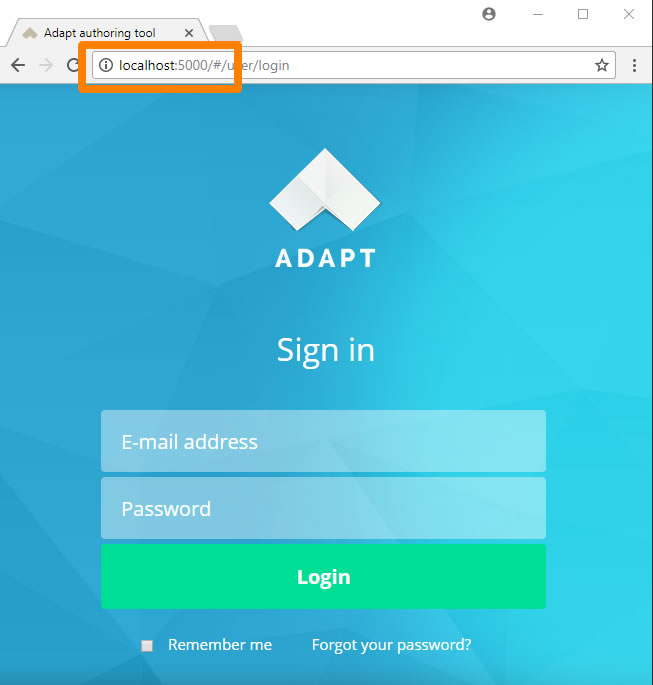 Adapt authoring tool
localhost:5000/#/user/login
ADAPT
Sign in
E-mail address
Password
Login
Remember me Forgot your password?